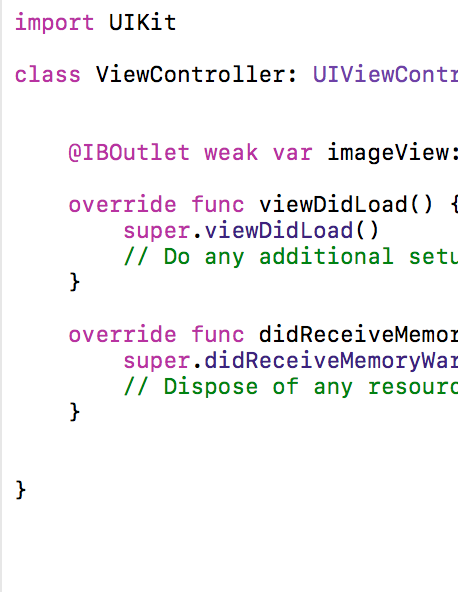 import UIKit
class ViewController: UIViewContr
@IBOutlet weak var imageView:
override func viewDidLoad() {
super.viewDidLoad()
// Do any additional setu
}
override func didReceiveMemor
super.didReceiveMemoryWar
// Dispose of any resourc
}
}